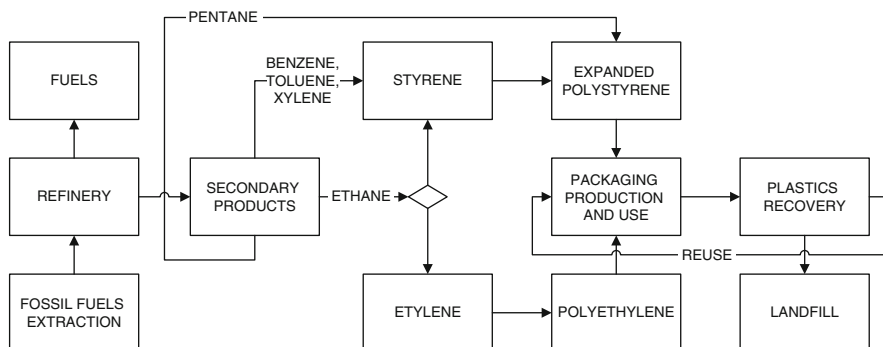 PENTANE
FUELS
BENZENE,
TOLUENE,
XYLENE
STYRENE
EXPANDED
POLYSTYRENE
REFINERY
SECONDARY
PRODUCTS
ETHANE
PACKAGING
PRODUCTION
AND USE
PLASTICS
RECOVERY
REUSE
FOSSIL FUELS
EXTRACTION
ETYLENE
POLYETHYLENE
LANDFILL